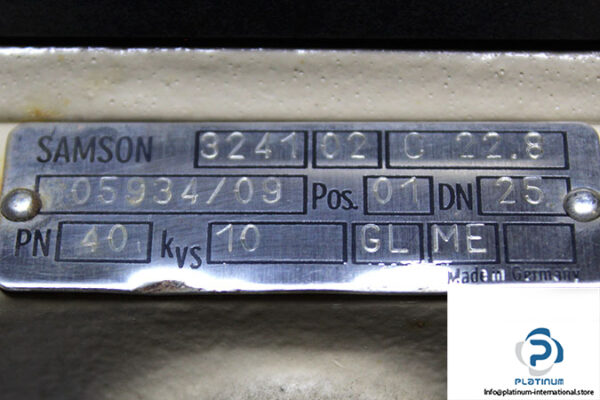 SAMSON 3241 02 C 22.8
705934/09 Pos. 01 DN 25
PN 40 kvs 10 GL ME
Made in Germany
PLATINUM
Info@platinum-international.store